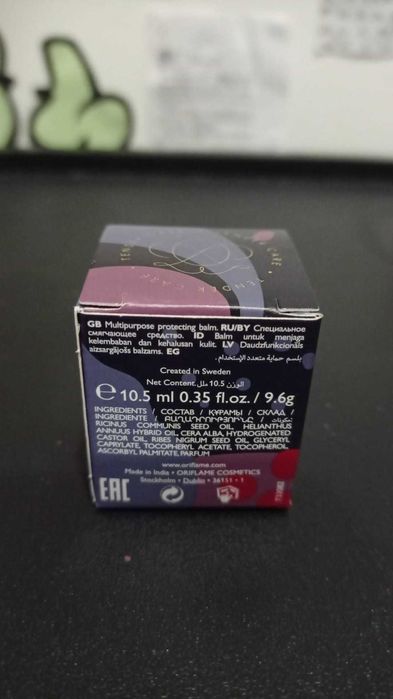 TENDER CARE
GB Multipurpose protecting balm. RU/BY Специальное
смягчающее средство. ID Balm untuk menjaga
kelembaban dan kehalusan kulit. LV Daudzfunkcionāls
aizsargājošs balzams. EG بلسم حماية متعدد الإستخدام.
Created in Sweden
Net Content. الوزن 10.5 ملل
e 10.5 ml 0.35 fl.oz. / 9.6g
INGREDIENTS / СОСТАВ / ҚҰРАМЫ / СКЛАД /
INGREDIENTE / ԲԱՂԱԴՐՈՒԹՅՈՒՆԸ /
RICINUS COMMUNIS SEED OIL, HELIANTHUS
ANNUUS HYBRID OIL, CERA ALBA, HYDROGENATED
CASTOR OIL, RIBES NIGRUM SEED OIL, GLYCERYL
CAPRYLATE, TOCOPHERYL ACETATE, TOCOPHEROL,
ASCORBYL PALMITATE, PARFUM
www.oriflame.com
Made in India • ORIFLAME COSMETICS
Stockholm • Dublin • 36151 • 1
EAC